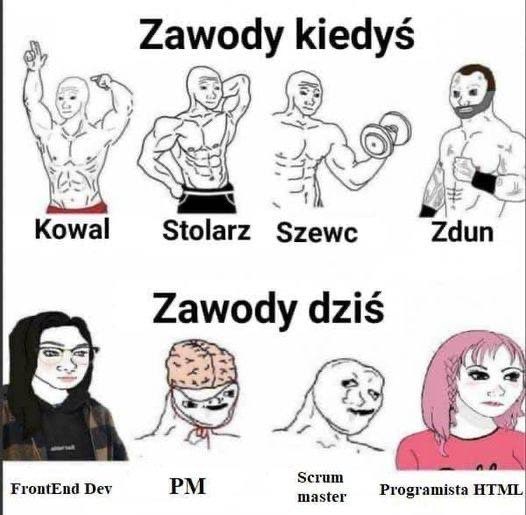 Zawody kiedyś
Kowal
Stolarz
Szewc
Zdun
Zawody dziś
FrontEnd Dev
PM
Scrum
master
Programista HTML